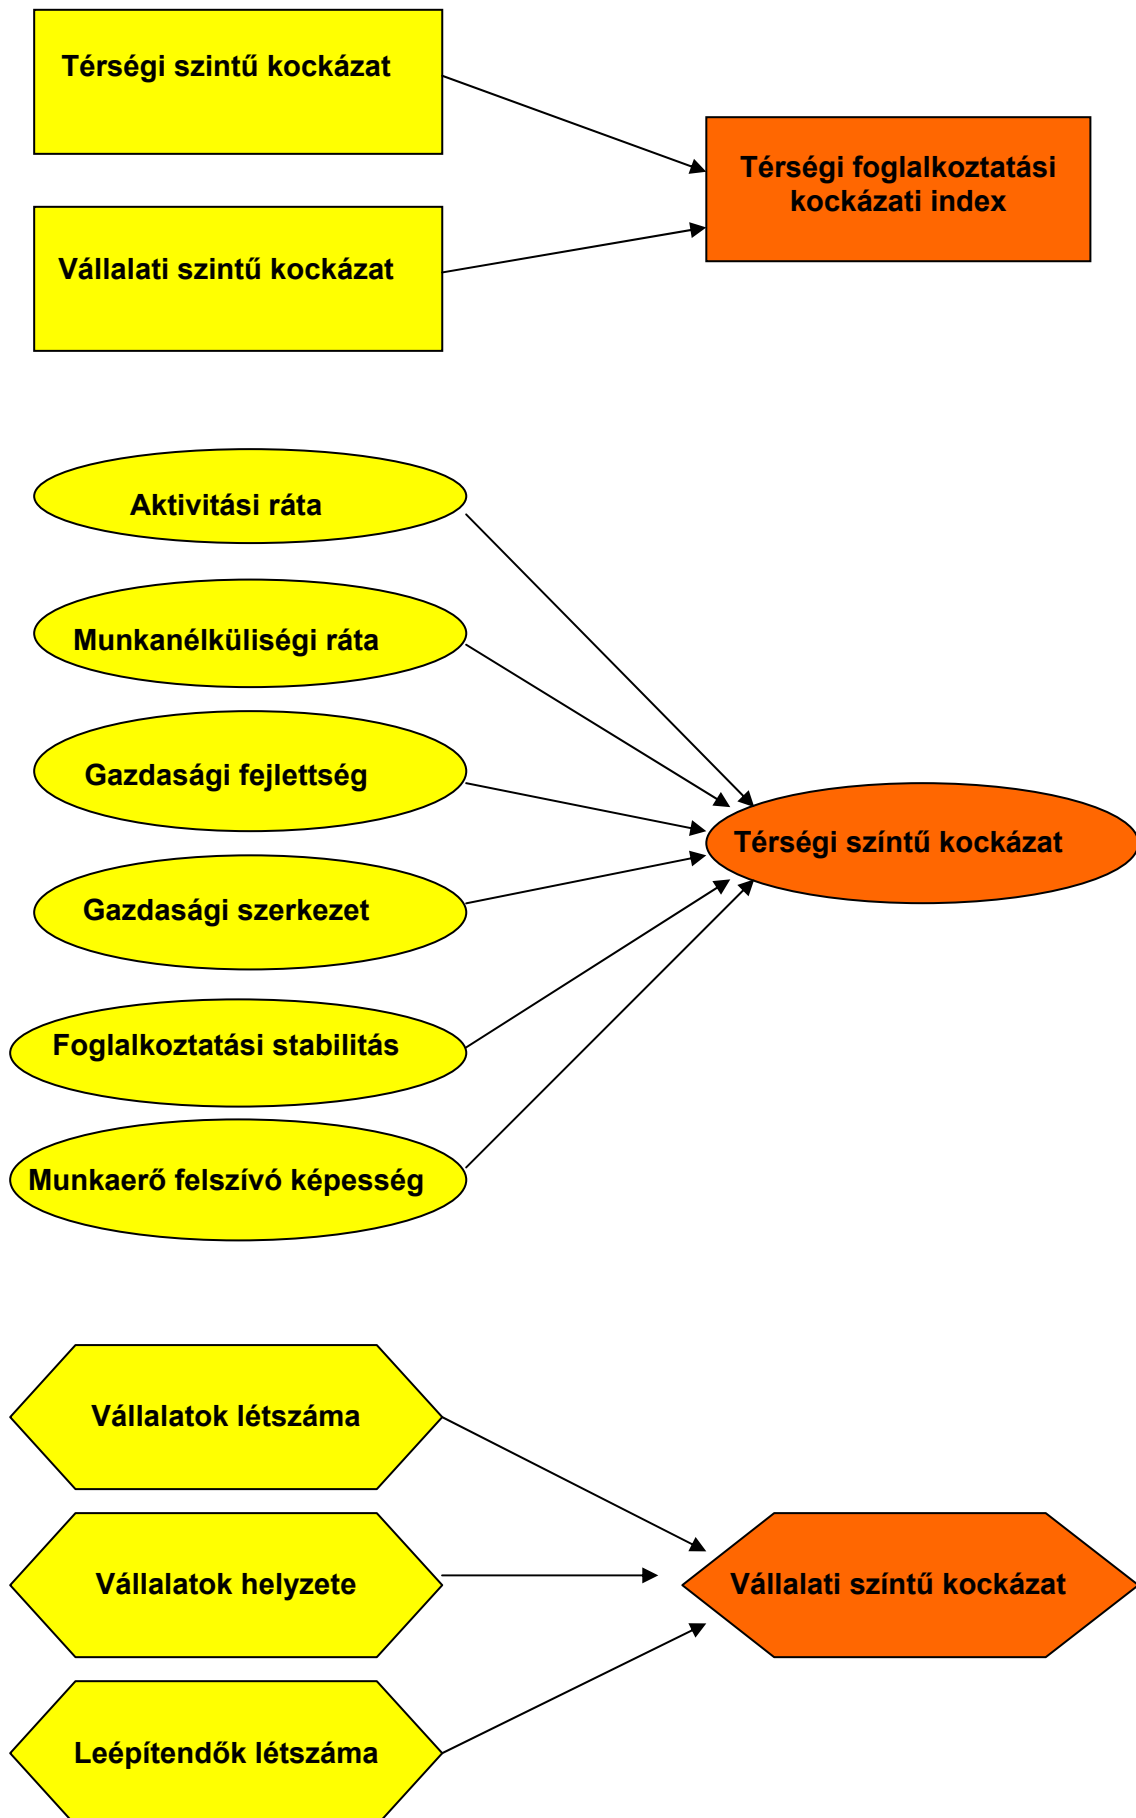 Térségi szintű kockázat
Térségi foglalkoztatási
kockázati index
Vállalati szintű kockázat
Aktivitási ráta
Munkanélküliségi ráta
Gazdasági fejlettség
Térségi színtű kockázat
Gazdasági szerkezet
Foglalkoztatási stabilitás
Munkaerő felszívó képesség
Vállalatok létszáma
Vállalatok helyzete
Vállalati színtű kockázat
Leépítendők létszáma